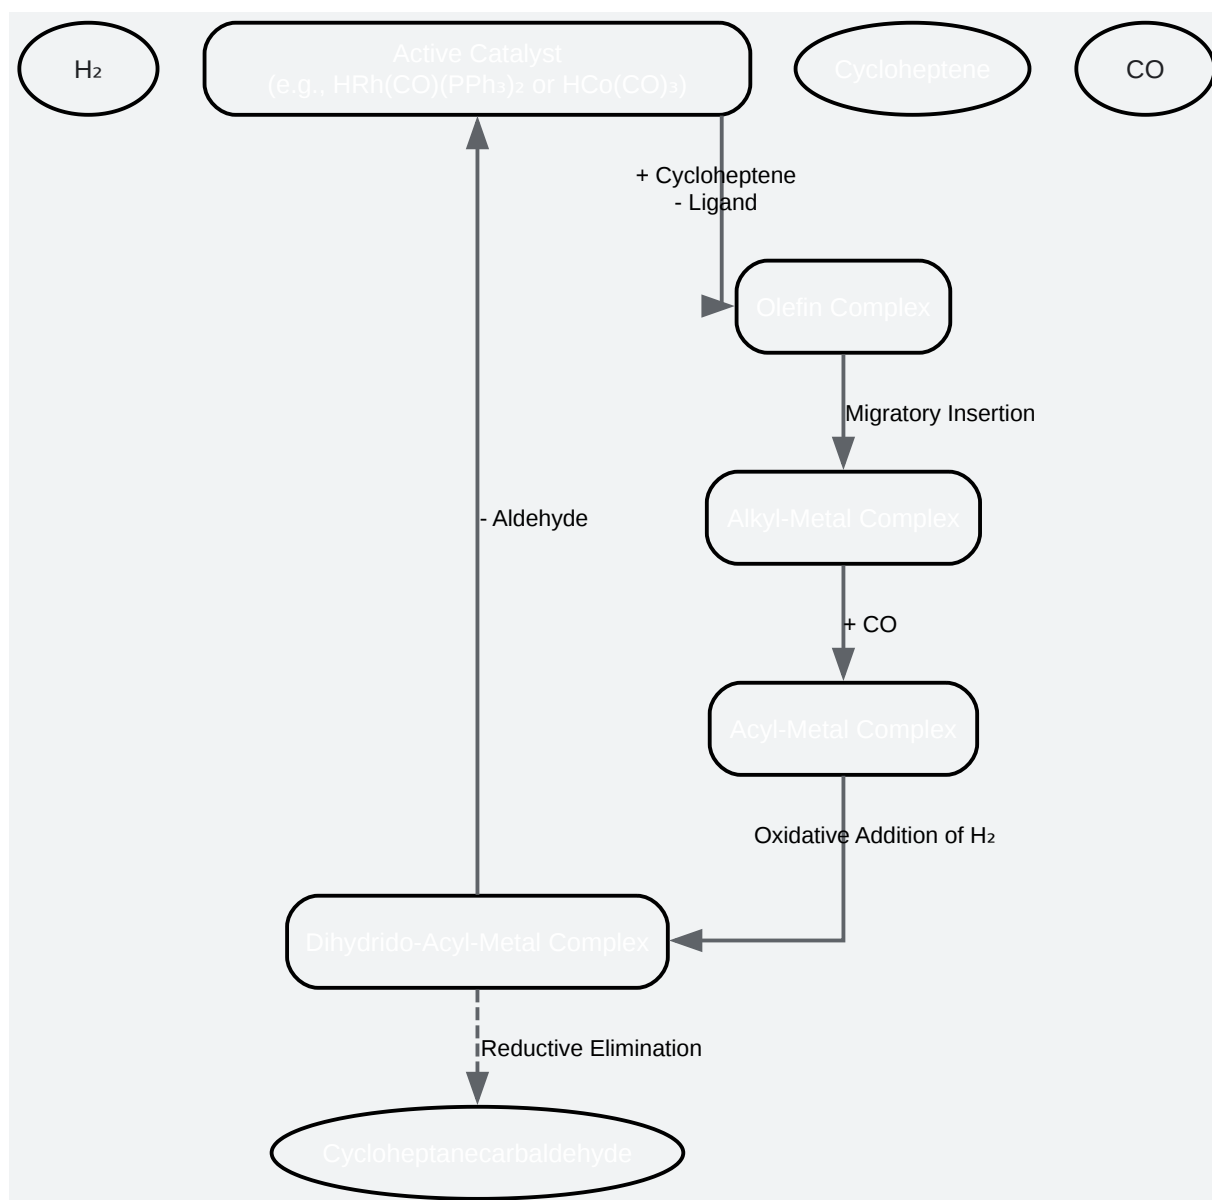 H₂
Active Catalyst
(e.g., HRh(CO)(PPh₃)₂ or HCo(CO)₃)
Cycloheptene
CO
+ Cycloheptene
- Ligand
Olefin Complex
Migratory Insertion
Alkyl-Metal Complex
- Aldehyde
+ CO
Acyl-Metal Complex
Oxidative Addition of H₂
Dihydrido-Acyl-Metal Complex
Reductive Elimination
Cycloheptanecarbaldehyde